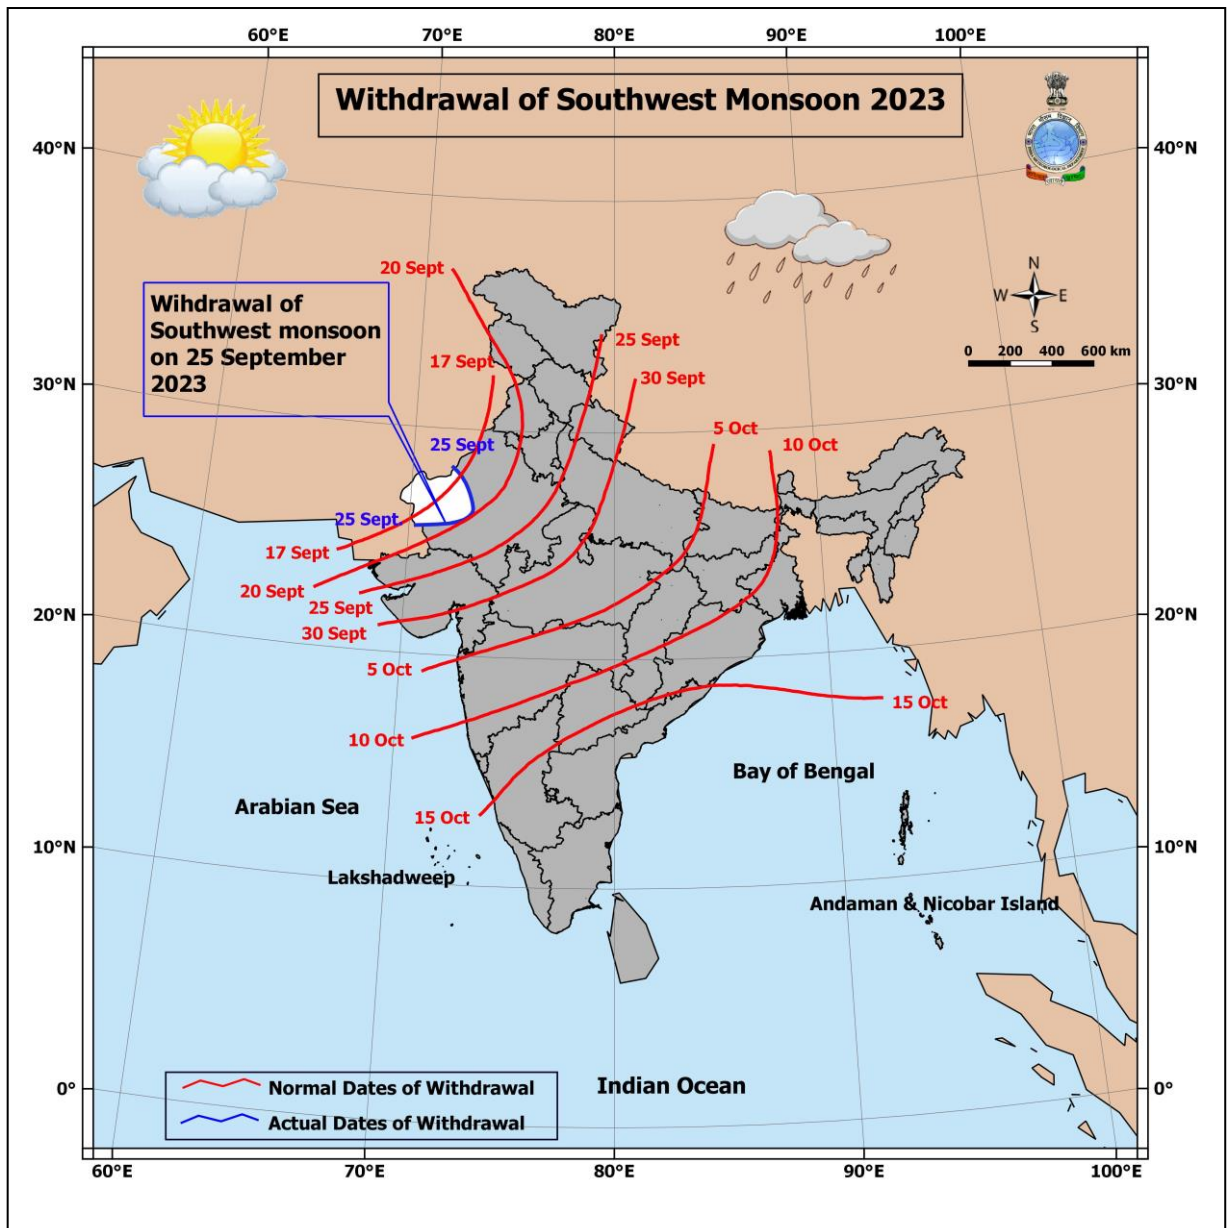 60°E
70°E
80°E
90°E
100°E
Withdrawal of Southwest Monsoon 2023
40°N
40°N
20 Sept
N
W
E
S
Wihdrawal of
Southwest monsoon
on 25 September
2023
25 Sept
17 Sept
0 200 400 600 km
30 Sept
30°N
30°N
5 Oct
10 Oct
25 Sept
25 Sept
17 Sept
20 Sept
25 Sept
30 Sept
20°N
20°N
5 Oct
15 Oct
10 Oct
Bay of Bengal
Arabian Sea
15 Oct
10°N
10°N
Lakshadweep
Andaman & Nicobar Island
0°
0°
Normal Dates of Withdrawal
Indian Ocean
Actual Dates of Withdrawal
60°E
70°E
80°E
90°E
100°E